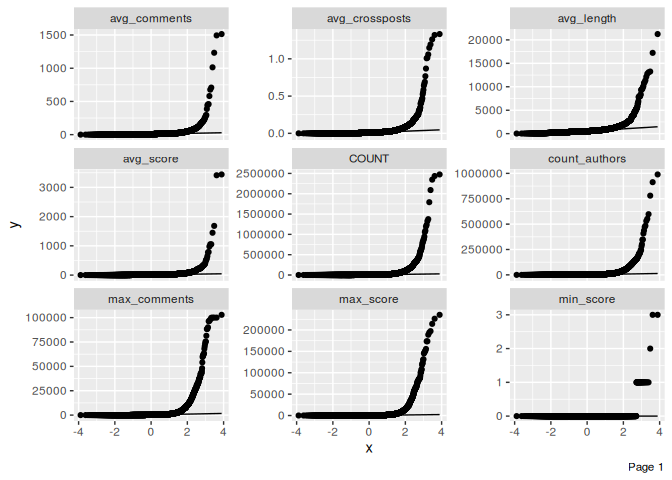 avg_comments
avg_crossposts
avg_length
1500
1000
500
0
1.0
0.5
0.0
20000
15000
10000
5000
0
avg_score
COUNT
count_authors
3000
2000
1000
0
2500000
2000000
1500000
1000000
500000
0
1000000
750000
500000
250000
0
y
max_comments
max_score
min_score
100000
75000
50000
25000
0
200000
150000
100000
50000
0
3
2
1
0
-4 -2 0 2 4
-4 -2 0 2 4
-4 -2 0 2 4
x
Page 1